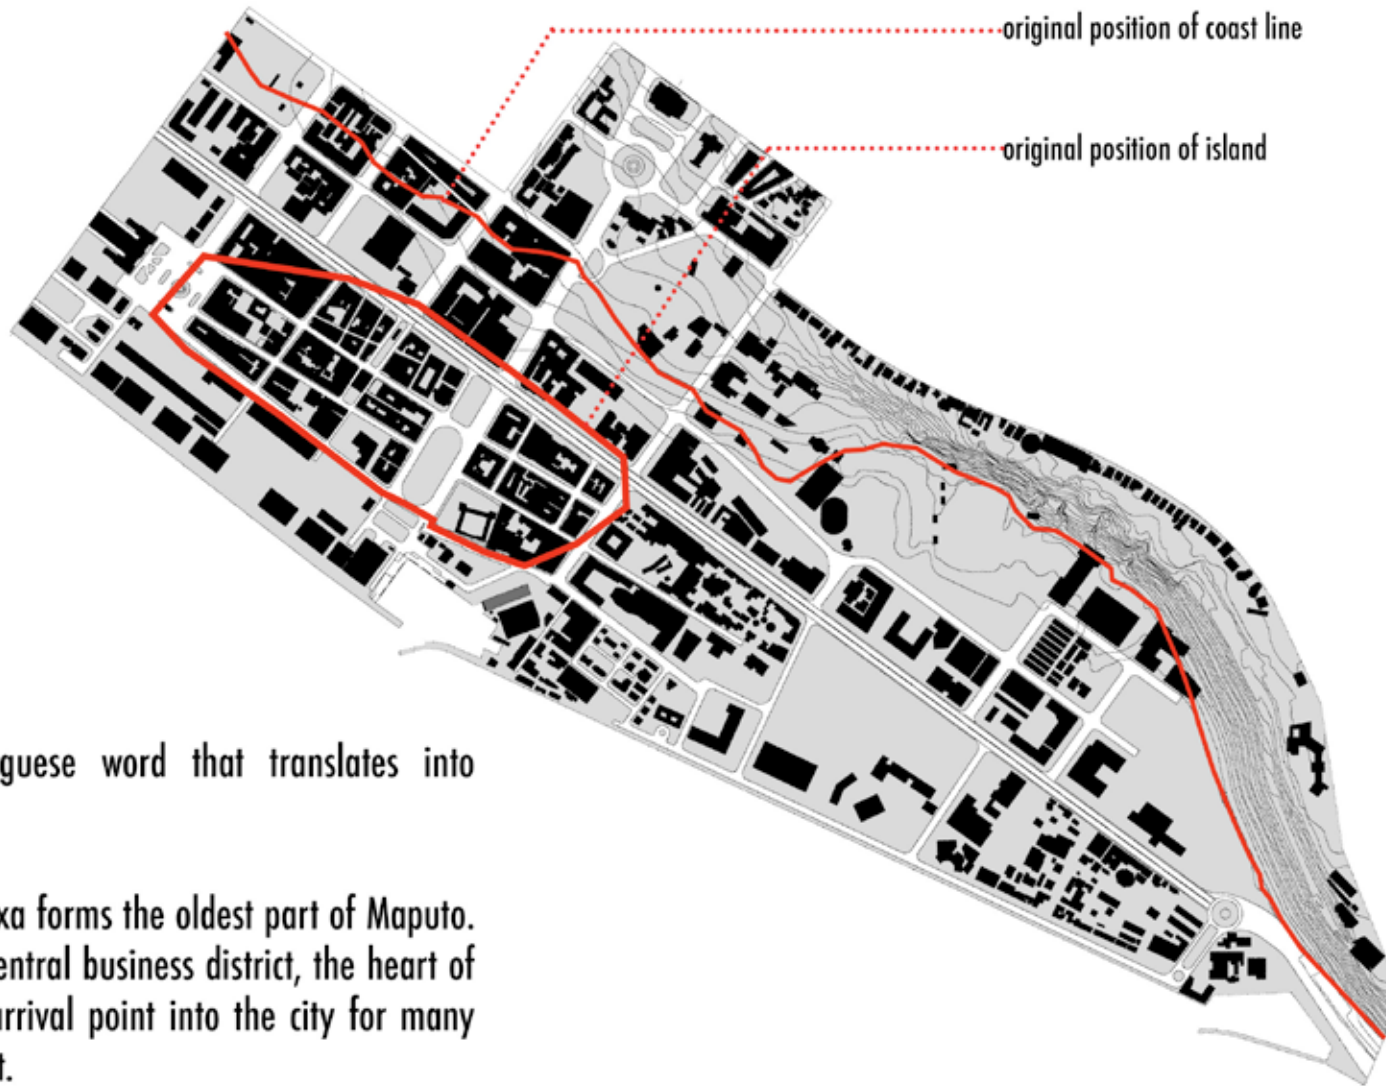 original position of coast line
original position of island
guese word that translates into
xa forms the oldest part of Maputo.
entral business district, the heart of
arrival point into the city for many
t.